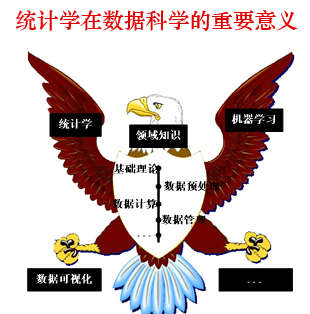 统计学在数据科学的重要意义
统计学
领域知识
机器学习
基础理论
数据预处理
数据计算
数据管理
...
数据可视化
...